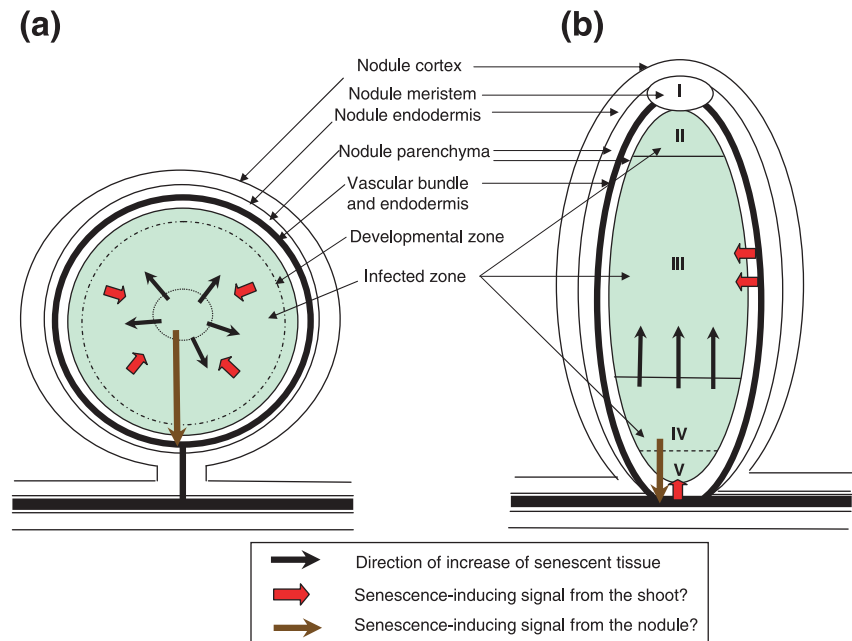 (a)
(b)
Nodule cortex
Nodule meristem
Nodule endodermis
Nodule parenchyma
Vascular bundle
and endodermis
Developmental zone
Infected zone
I
II
III
IV
V
Direction of increase of senescent tissue
Senescence-inducing signal from the shoot?
Senescence-inducing signal from the nodule?